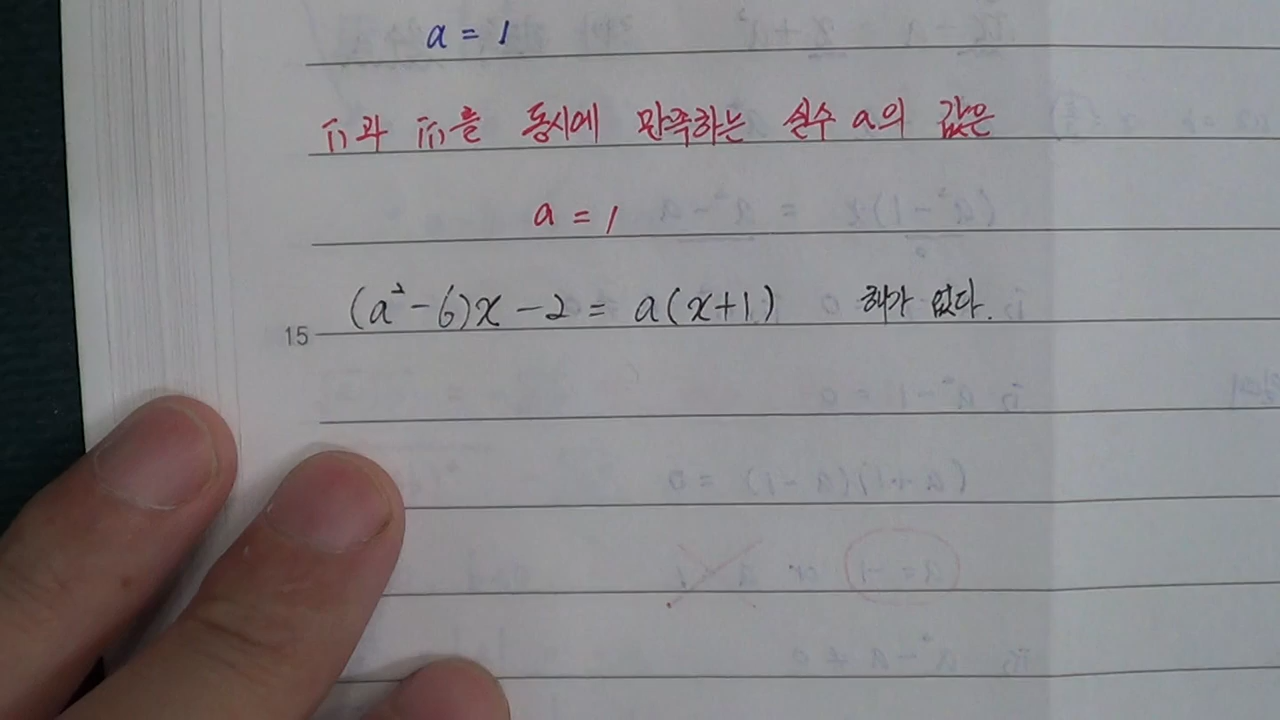 a = 1
i)과 ii)을 동시에 만족하는 실수 a의 값은
a = 1
15 (a²-6)x - 2 = a(x+1) 해가 없다.